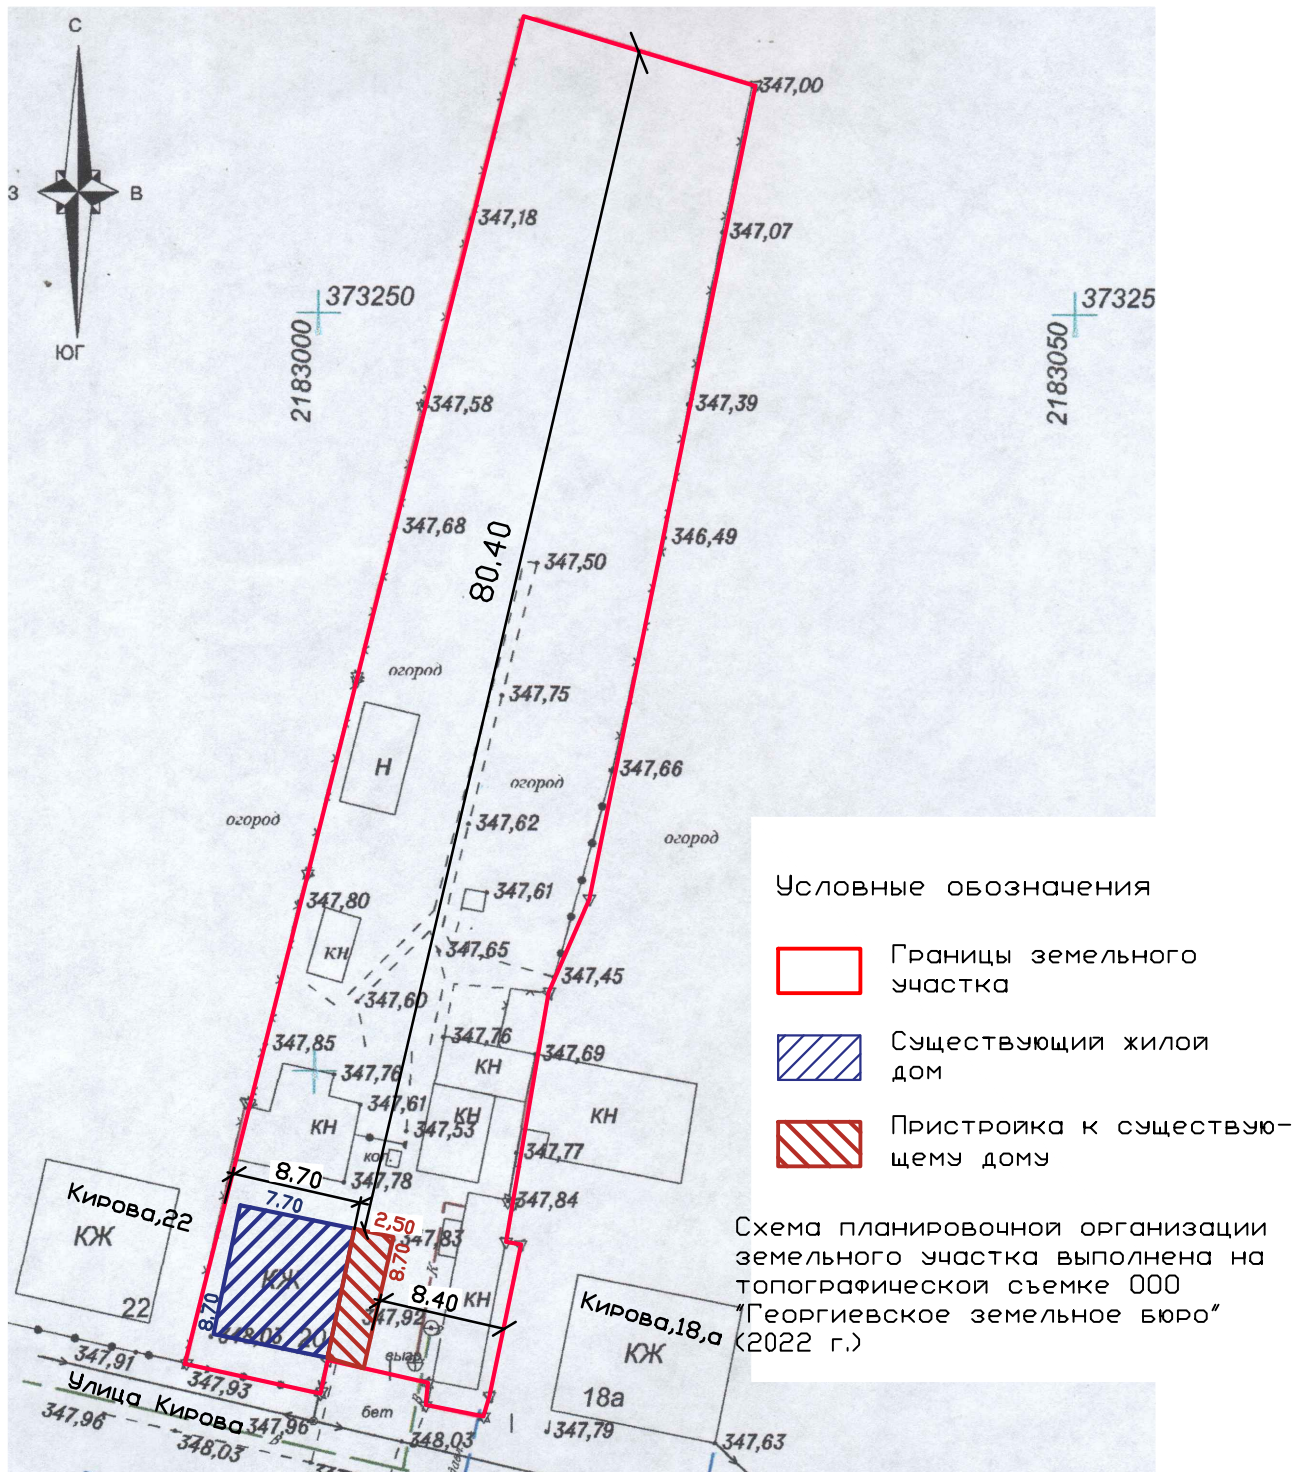 С
З
В
ЮГ
347,00
347,18
347,07
373250
37325
2183000
2183050
347,58
347,39
347,68
346,49
80.40
347,50
огород
347,75
Н
347,66
огород
огород
347,62
огород
347,61
347,80
кн
347,65
347,45
347,60
347,85
347,76
347,69
КН
347,76
347,61
КН
КН
КН
347,53
кол.
347,77
8.70
347,78
7.70
347,84
Кирова,22
КЖ
2,50
347,83
8.70
К
КЖ
8.40
КН
22
8.70
348,03
20
347,92
Кирова,18,а
КЖ
выгр.
347,91
347,93
18а
Улица Кирова
бет
В
347,96
347,96
В
348,03
348,03
347,79
347,63
Условные обозначения
Границы земельного
участка
Существующий жилой
дом
Пристройка к существую-
щему дому
Схема планировочной организации
земельного участка выполнена на
топографической съемке ООО
"Георгиевское земельное бюро"
(2022 г.)